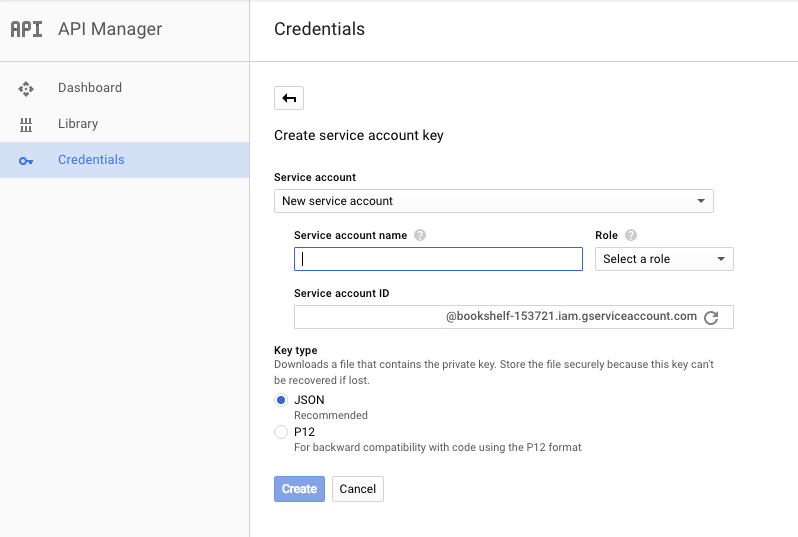 API API Manager
Credentials
Dashboard
Library
Credentials
Create service account key
Service account
New service account
Service account name ?
Role ?
Select a role
Service account ID
@bookshelf-153721.iam.gserviceaccount.com
Key type
Downloads a file that contains the private key. Store the file securely because this key can't
be recovered if lost.
JSON
Recommended
P12
For backward compatibility with code using the P12 format
Create Cancel